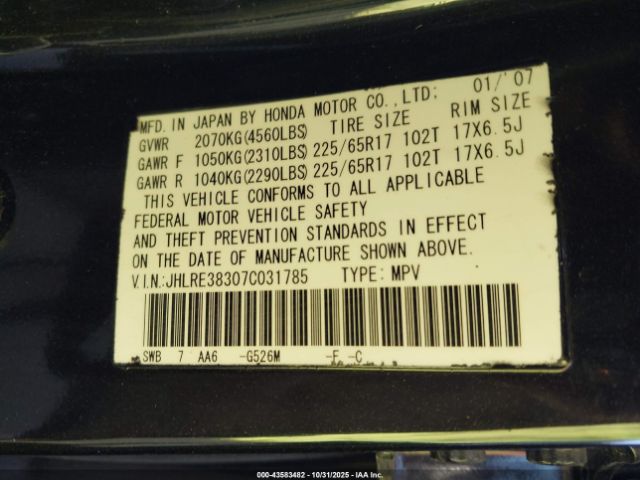 MFD. IN JAPAN BY HONDA MOTOR CO.,LTD; 01/'07
GVWR 2070KG(4560LBS) TIRE SIZE RIM SIZE
GAWR F 1050KG(2310LBS) 225/65R17 102T 17X6.5J
GAWR R 1040KG(2290LBS) 225/65R17 102T 17X6.5J
THIS VEHICLE CONFORMS TO ALL APPLICABLE
FEDERAL MOTOR VEHICLE SAFETY
AND THEFT PREVENTION STANDARDS IN EFFECT
ON THE DATE OF MANUFACTURE SHOWN ABOVE.
V.I.N.:JHLRE38307C031785 TYPE: MPV
SWB 7 AA6 -G526M -F -C
000-43583482 - 10/31/2025 - IAA Inc.